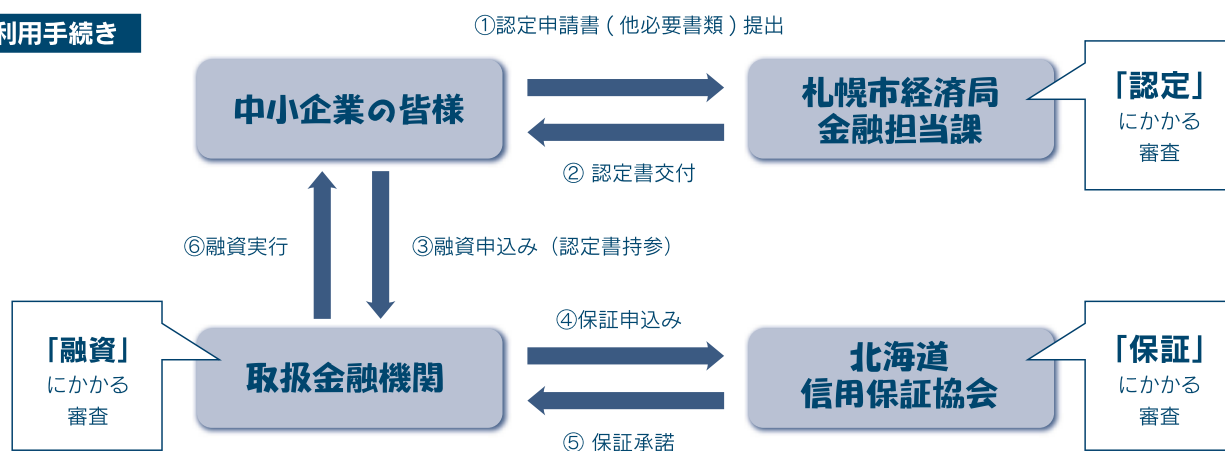 利用手続き
①認定申請書 ( 他必要書類 ) 提出
中小企業の皆様
札幌市経済局
金融担当課
「認定」
にかかる
審査
② 認定書交付
⑥融資実行
③融資申込み（認定書持参）
「融資」
にかかる
審査
取扱金融機関
④保証申込み
北海道
信用保証協会
「保証」
にかかる
審査
⑤ 保証承諾